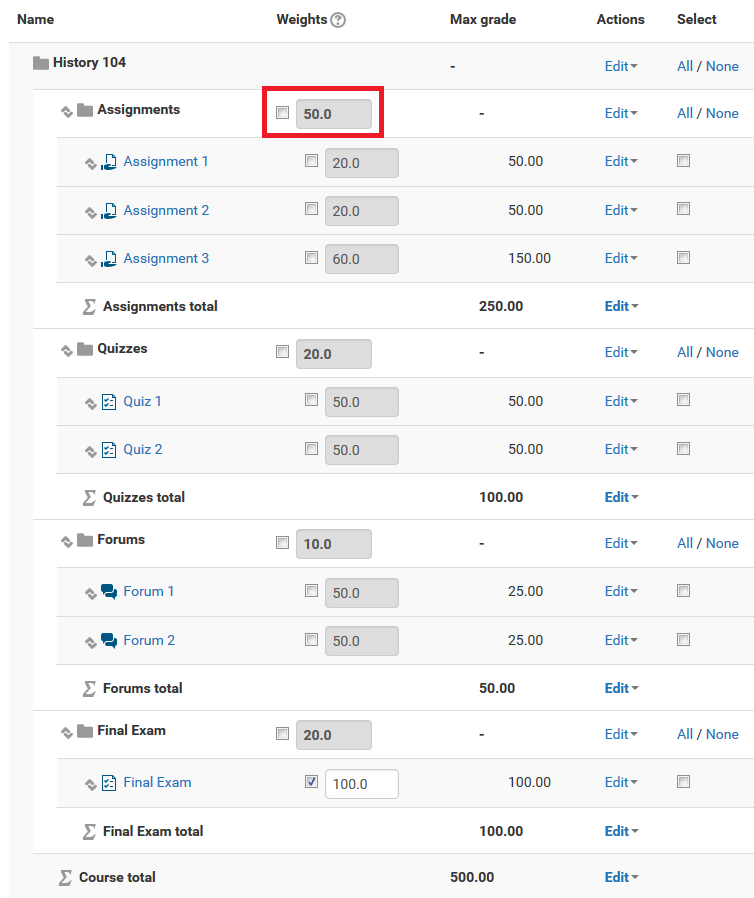 Name Weights ? Max grade Actions Select
History 104 - Edit All / None
Assignments 50.0 - Edit All / None
Assignment 1 20.0 50.00 Edit
Assignment 2 20.0 50.00 Edit
Assignment 3 60.0 150.00 Edit
Σ Assignments total 250.00 Edit
Quizzes 20.0 - Edit All / None
Quiz 1 50.0 50.00 Edit
Quiz 2 50.0 50.00 Edit
Σ Quizzes total 100.00 Edit
Forums 10.0 - Edit All / None
Forum 1 50.0 25.00 Edit
Forum 2 50.0 25.00 Edit
Σ Forums total 50.00 Edit
Final Exam 20.0 - Edit All / None
Final Exam 100.0 100.00 Edit
Σ Final Exam total 100.00 Edit
Σ Course total 500.00 Edit